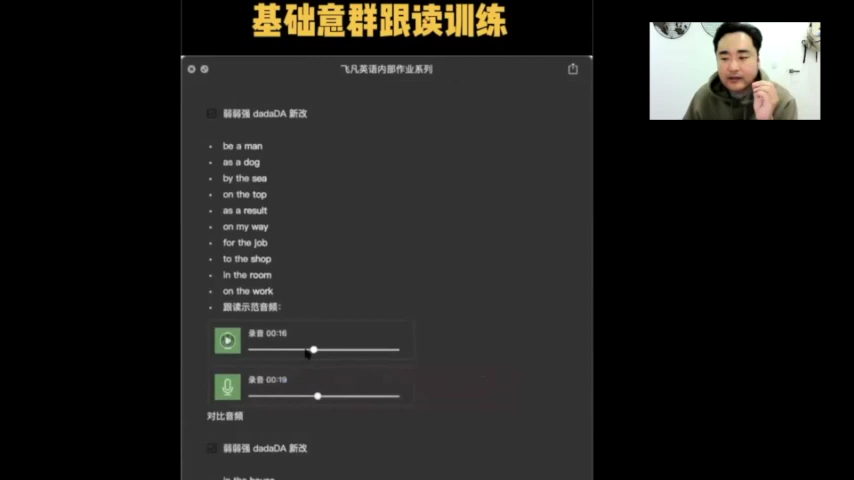 基础意群跟读训练
飞凡英语内部作业系列
弱弱强 dadaDA 新改
be a man
as a dog
by the sea
on the top
as a result
on my way
for the job
to the shop
in the room
on the work
跟读示范音频：
录音 00:16
录音 00:19
对比音频
弱弱强 dadaDA 新改
in the house